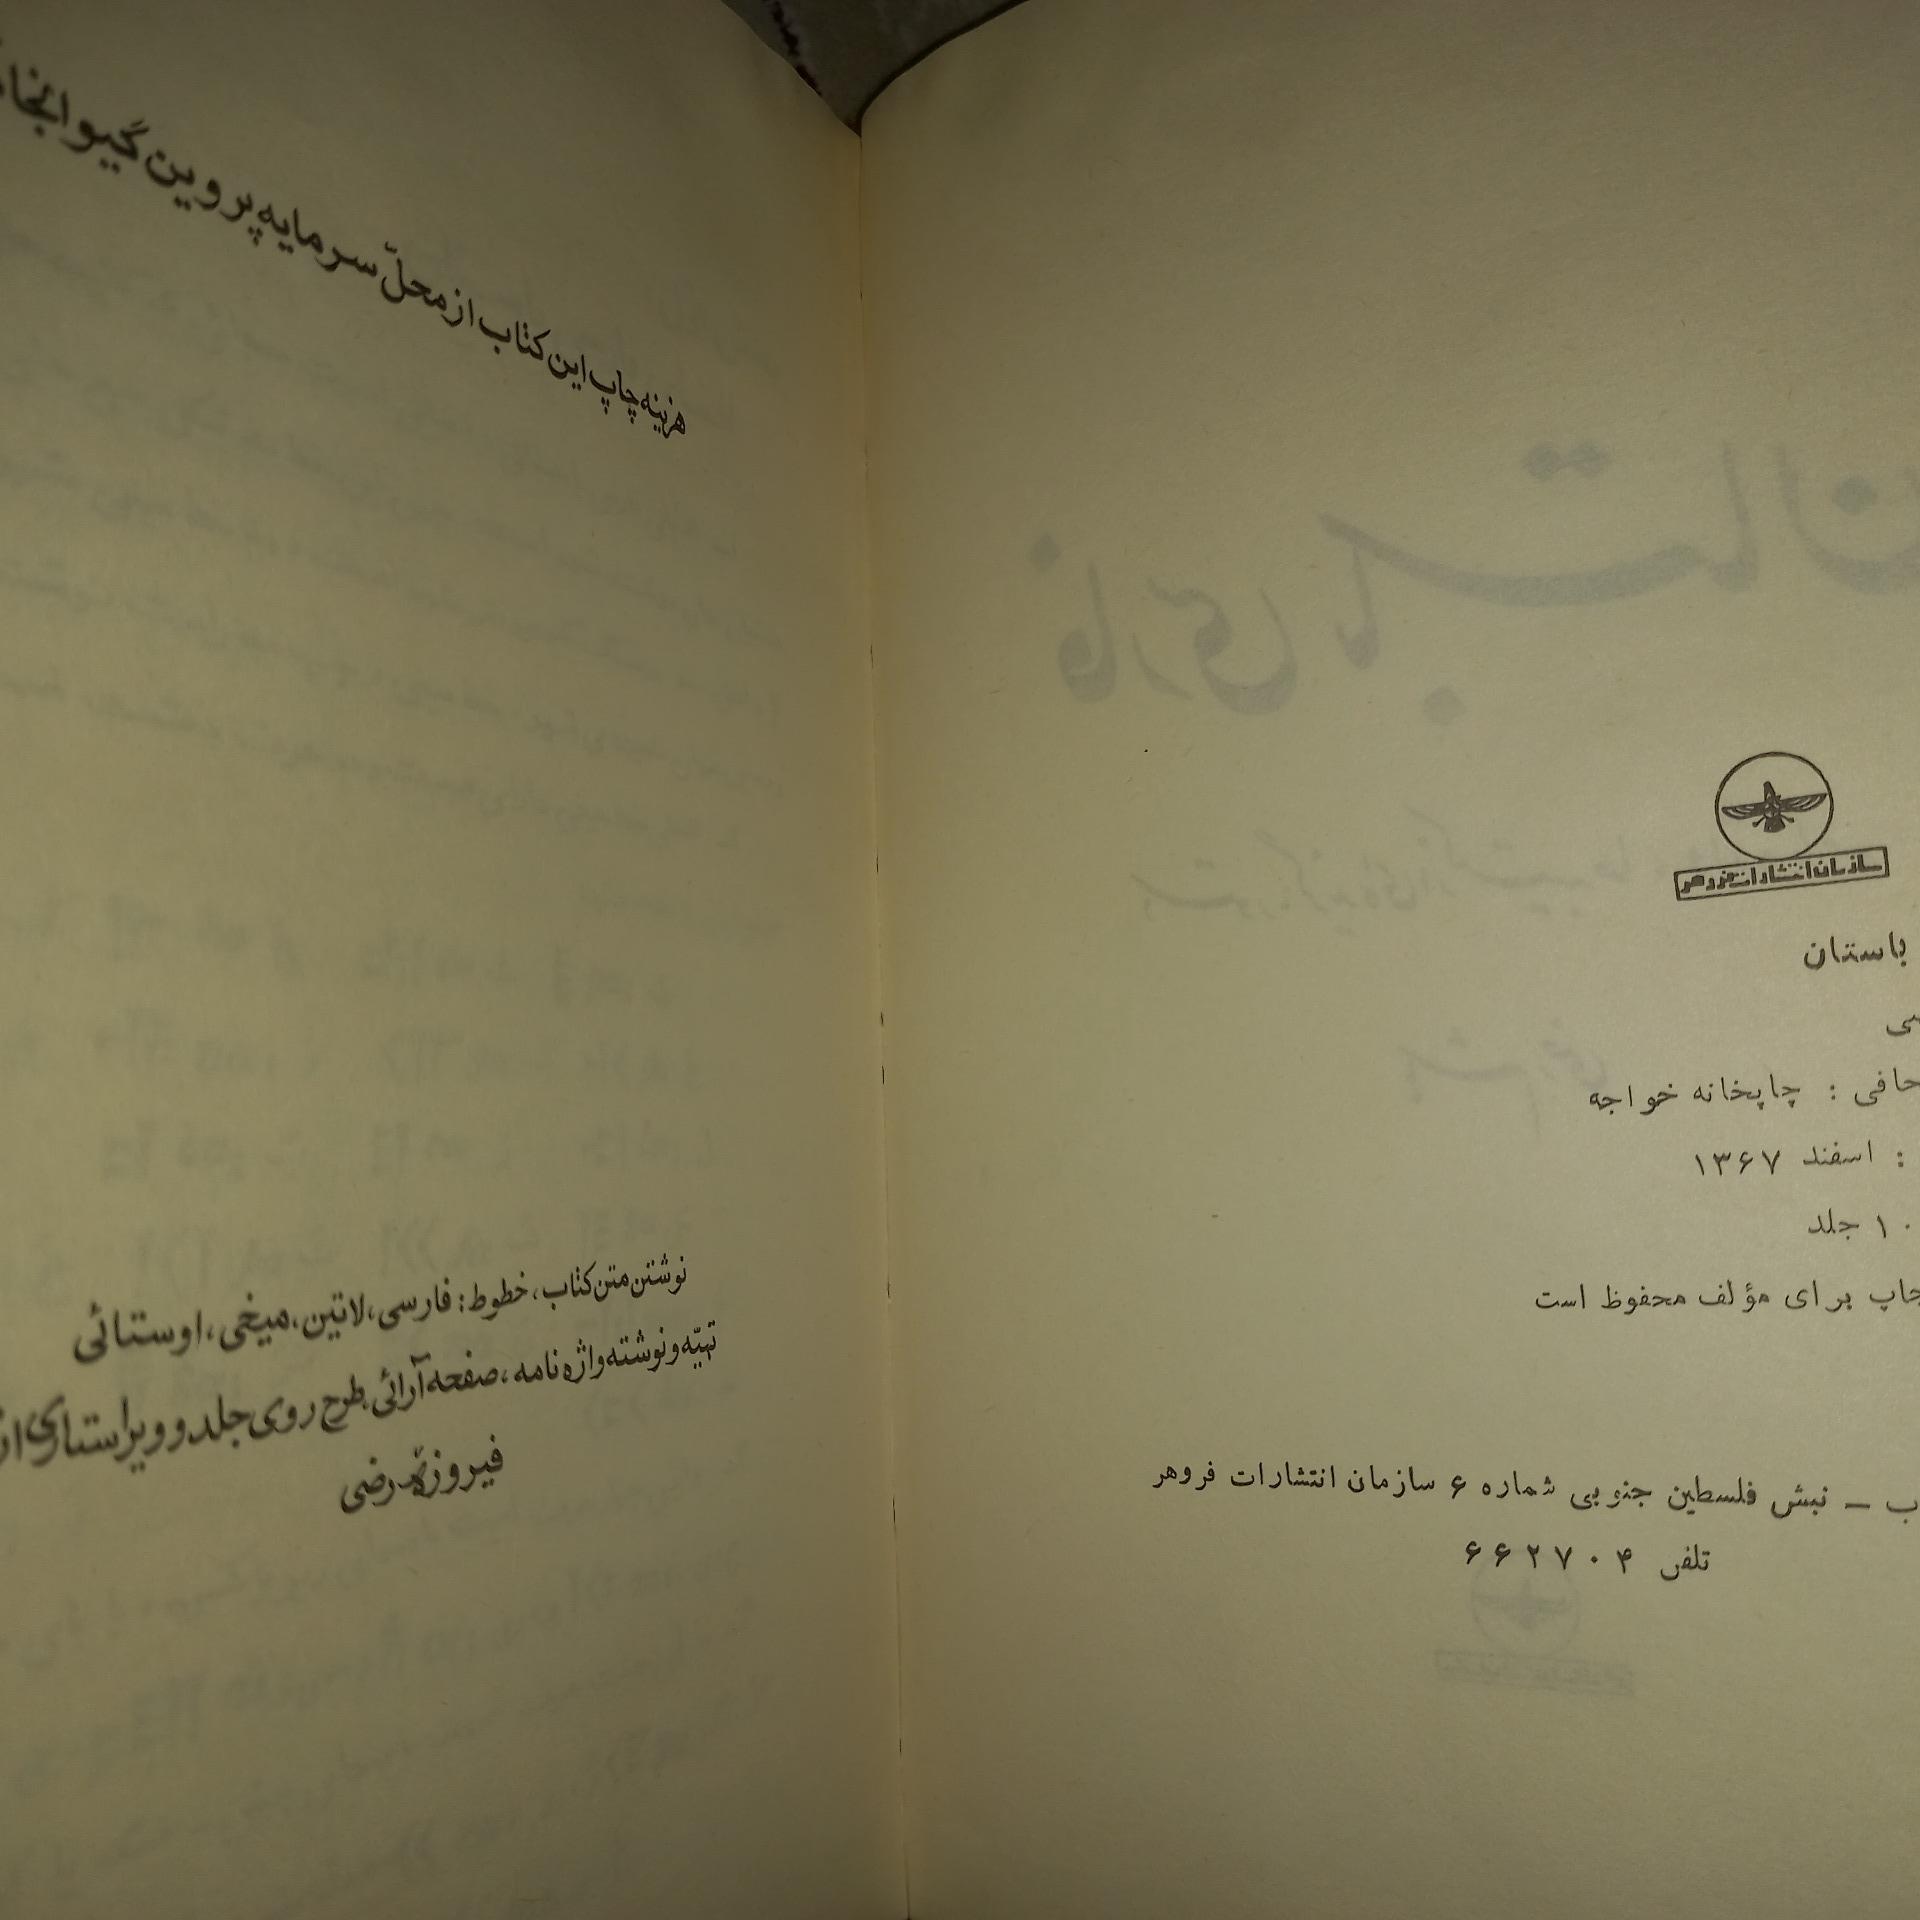 سازمان انتشارات فروهر
باستان
چاپخانه خواجه
: اسفند ۱۳۶۷
جلد
چاپ برای مؤلف محفوظ است
ب – نبش فلسطین جنوبی شماره ۶ سازمان انتشارات فروهر
تلفن ۶۶۲۷۰۴
هزینه چاپ این کتاب از محلّ سرمایه پروین گیو
نوشتن متن کتاب، خطوط: فارسی، لاتین، میخی، اوستائی
تهیّه و نوشته واژه نامه، صفحه آرائی، طرح روی جلد و ویراستاری از
فیروزهٔ رضی